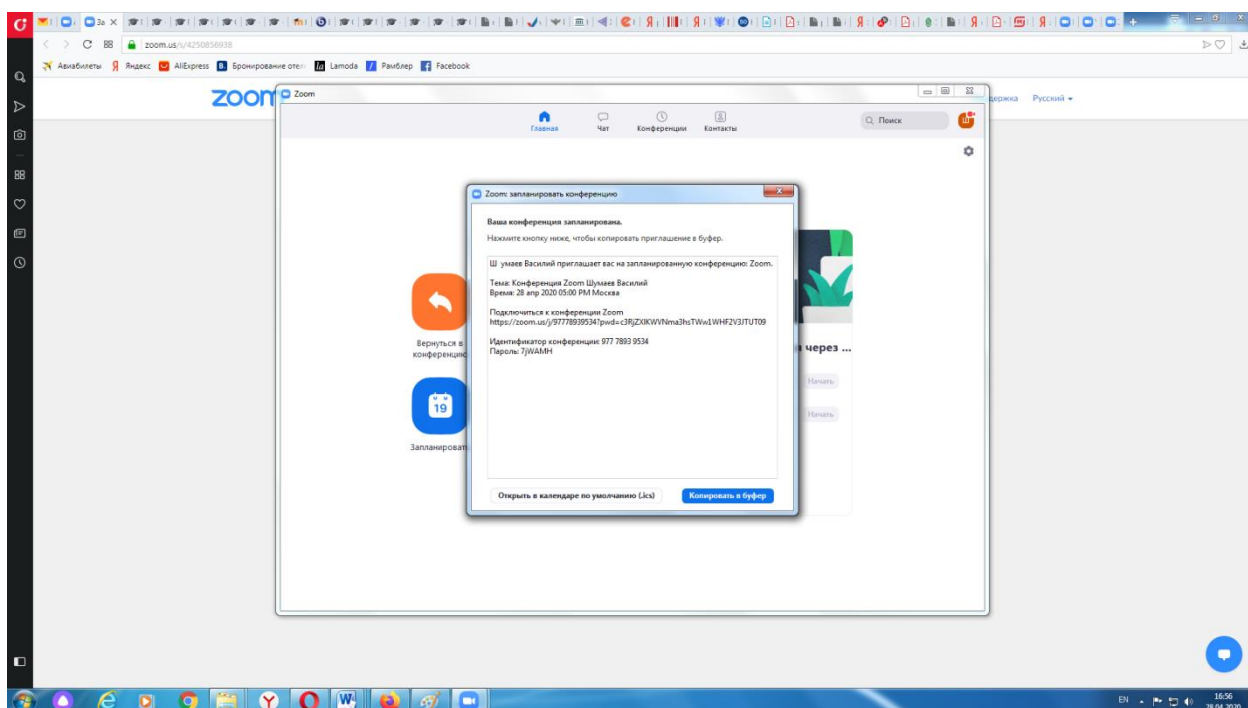 За
zoom.us/s/4250856938
Авиабилеты Яндекс AliExpress Бронирование отел Lamoda Рамблер Facebook
zoom
Zoom
держка Русский
Главная Чат Конференции Контакты Поиск Ш
Zoom: запланировать конференцию
Ваша конференция запланирована.
Нажмите кнопку ниже, чтобы копировать приглашение в буфер.
Ш умаев Василий приглашает вас на запланированную конференцию: Zoom.
Тема: Конференция Zoom Шумаев Василий
Время: 28 апр 2020 05:00 PM Москва
Подключиться к конференции Zoom
https://zoom.us/j/97778939534?pwd=c3RjZXlKWVNma3hsTWw1WHF2V3JTUT09
Идентификатор конференции: 977 7893 9534
Пароль: 7jWAMH
Вернуться в
конференцию
я через ...
Начать
Начать
19
Запланировать
Открыть в календаре по умолчанию (.ics) Копировать в буфер
EN 16:56
28.04.2020